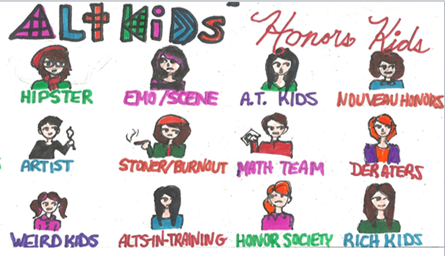 ALT KIDS
Honors Kids
HIPSTER
EMO/SCENE
A.T. KIDS
NOUVEAU HONORS
ARTIST
STONER/BURNOUT
MATH TEAM
DERATERS
WEIRD KIDS
ALTS-IN-TRAINING
HONOR SOCIETY
RICH KIDS